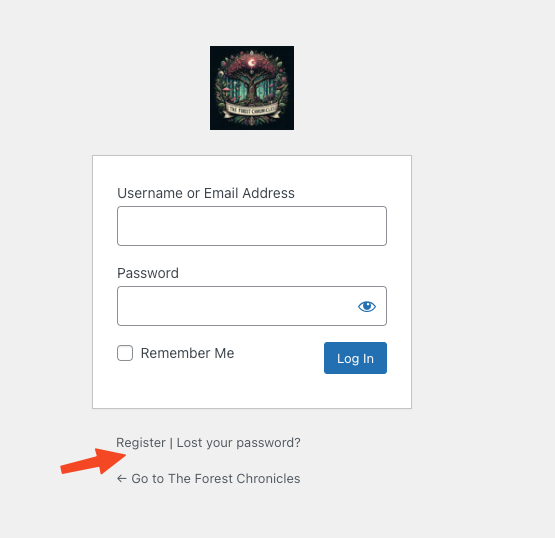 THE FOREST CHRONICLES
Username or Email Address
Password
Remember Me
Log In
Register | Lost your password?
← Go to The Forest Chronicles